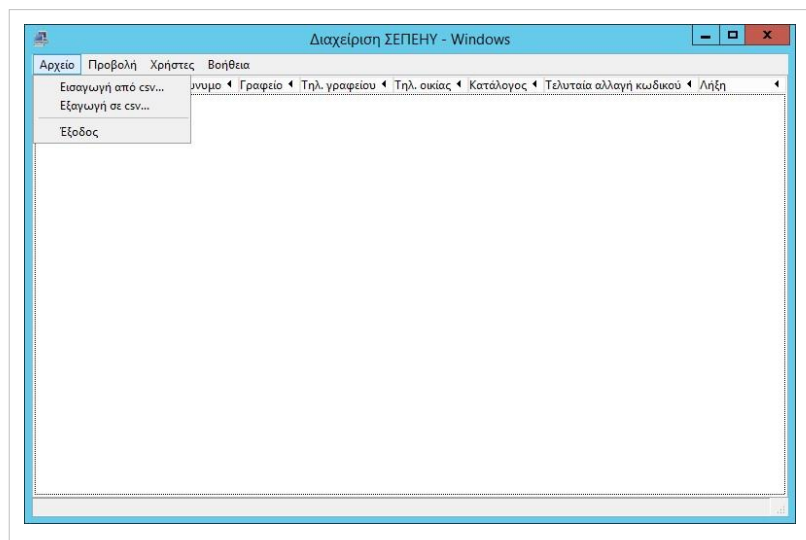 Διαχείριση ΣΕΠΕΗΥ - Windows
Αρχείο Προβολή Χρήστες Βοήθεια
Γραφείο Τηλ. γραφείου Τηλ. οικίας Κατάλογος Τελυταία αλλαγή κωδικού Λήξη
Εισαγωγή από csv...
Εξαγωγή σε csv...
Έξοδος